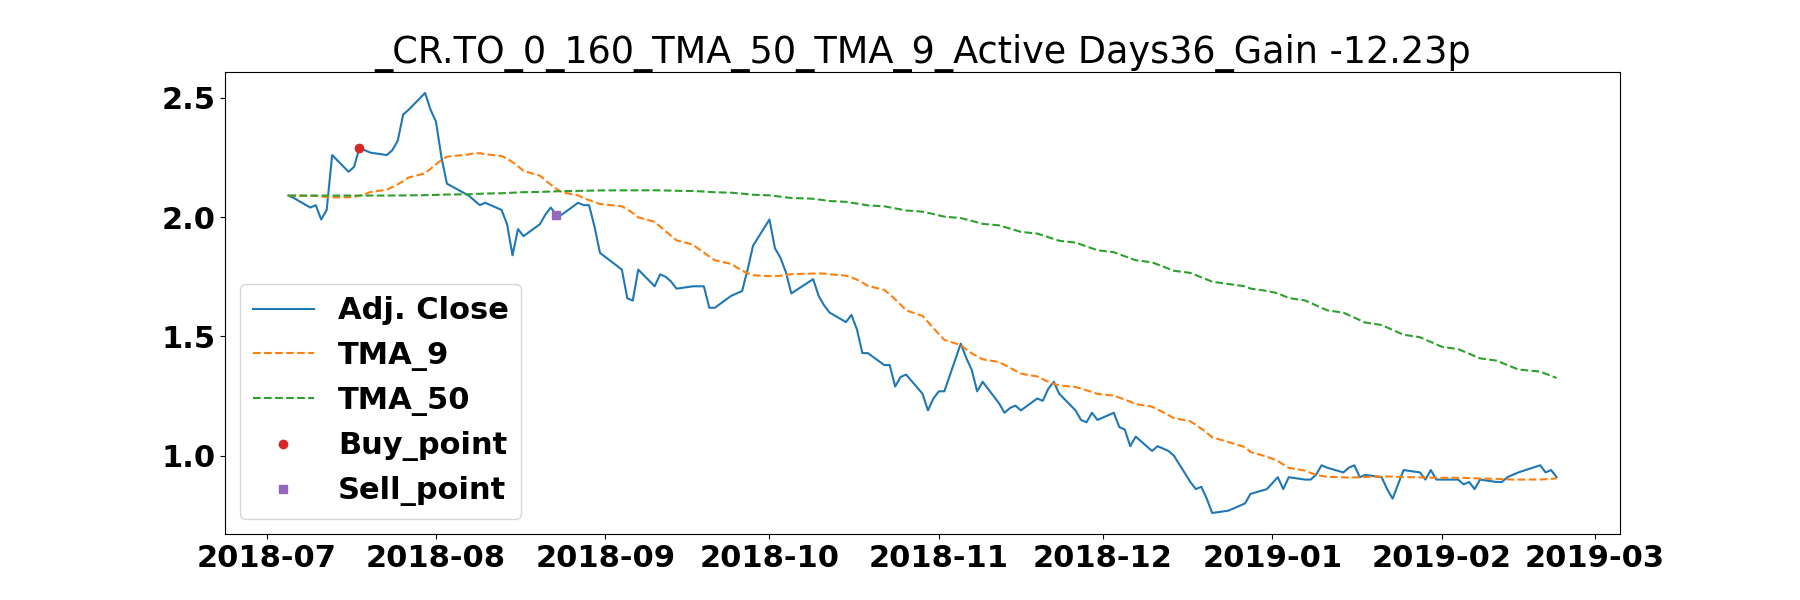 _CR.TO_0_160_TMA_50_TMA_9_Active Days36_Gain -12.23p
2.5
2.0
1.5
1.0
Adj. Close
TMA_9
TMA_50
Buy_point
Sell_point
2018-07 2018-08 2018-09 2018-10 2018-11 2018-12 2019-01 2019-02 2019-03